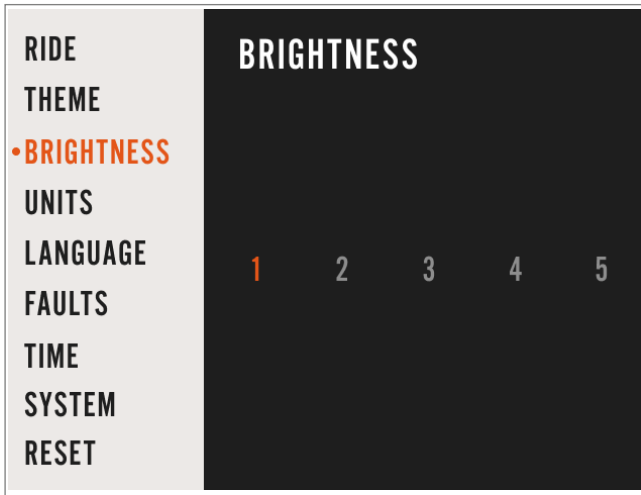 RIDE
THEME
•BRIGHTNESS
UNITS
LANGUAGE
FAULTS
TIME
SYSTEM
RESET
BRIGHTNESS
1 2 3 4 5